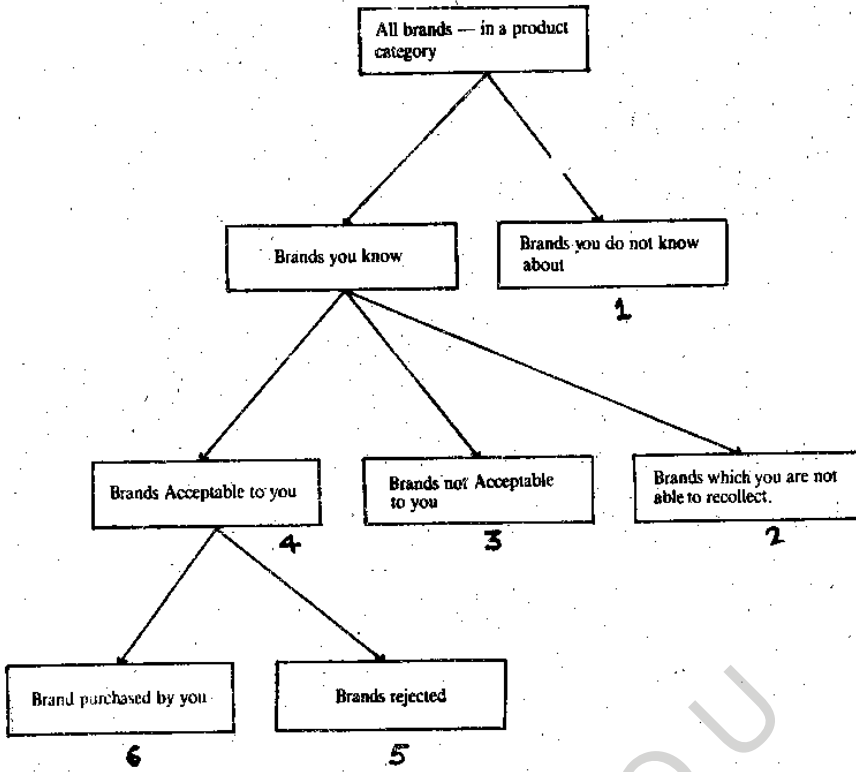 All brands — in a product
category
Brands you know
Brands you do not know
about
1
Brands Acceptable to you
Brands not Acceptable
to you
Brands which you are not
able to recollect.
4
3
2
Brand purchased by you
Brands rejected
6
5
O U